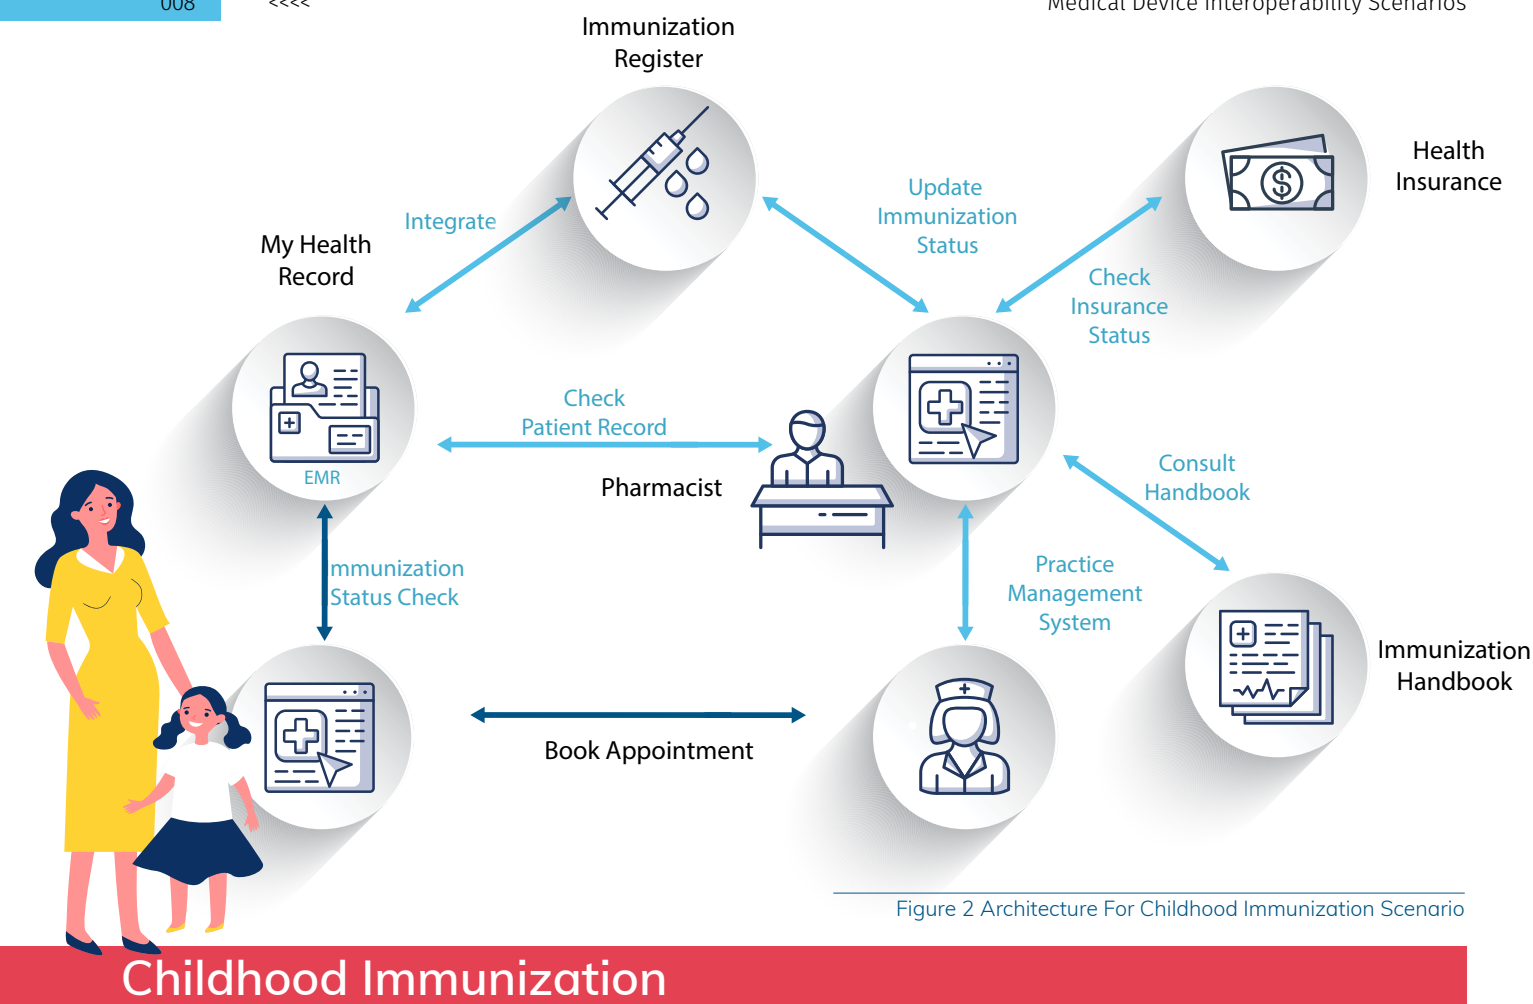 008
<<<<
Medical Device Interoperability Scenarios
Immunization
Register
Health
Insurance
Update
Immunization
Status
Integrate
My Health
Record
Check
Insurance
Status
Check
Patient Record
EMR
Pharmacist
Consult
Handbook
mmunization
Status Check
Practice
Management
System
Immunization
Handbook
Book Appointment
Figure 2 Architecture For Childhood Immunization Scenario
Childhood Immunization